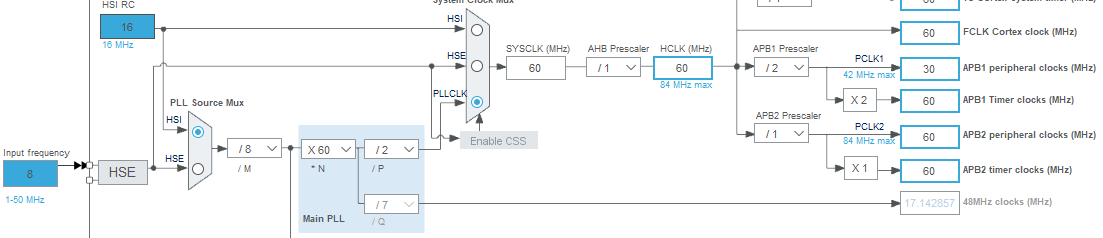 HSI RC
16
16 MHz
System Clock Mux
HSI
HSE
PLLCLK
SYSCLK (MHz)
60
AHB Prescaler
/ 1
HCLK (MHz)
60
84 MHz max
APB1 Prescaler
/ 2
PCLK1
42 MHz max
X 2
APB2 Prescaler
/ 1
PCLK2
84 MHz max
X 1
60
FCLK Cortex clock (MHz)
30
APB1 peripheral clocks (MHz)
60
APB1 Timer clocks (MHz)
60
APB2 peripheral clocks (MHz)
60
APB2 timer clocks (MHz)
17.142857
48MHz clocks (MHz)
Enable CSS
PLL Source Mux
HSI
HSE
Input frequency
8
1-50 MHz
HSE
/ 8
/ M
X 60
* N
/ 2
/ P
/ 7
/ Q
Main PLL